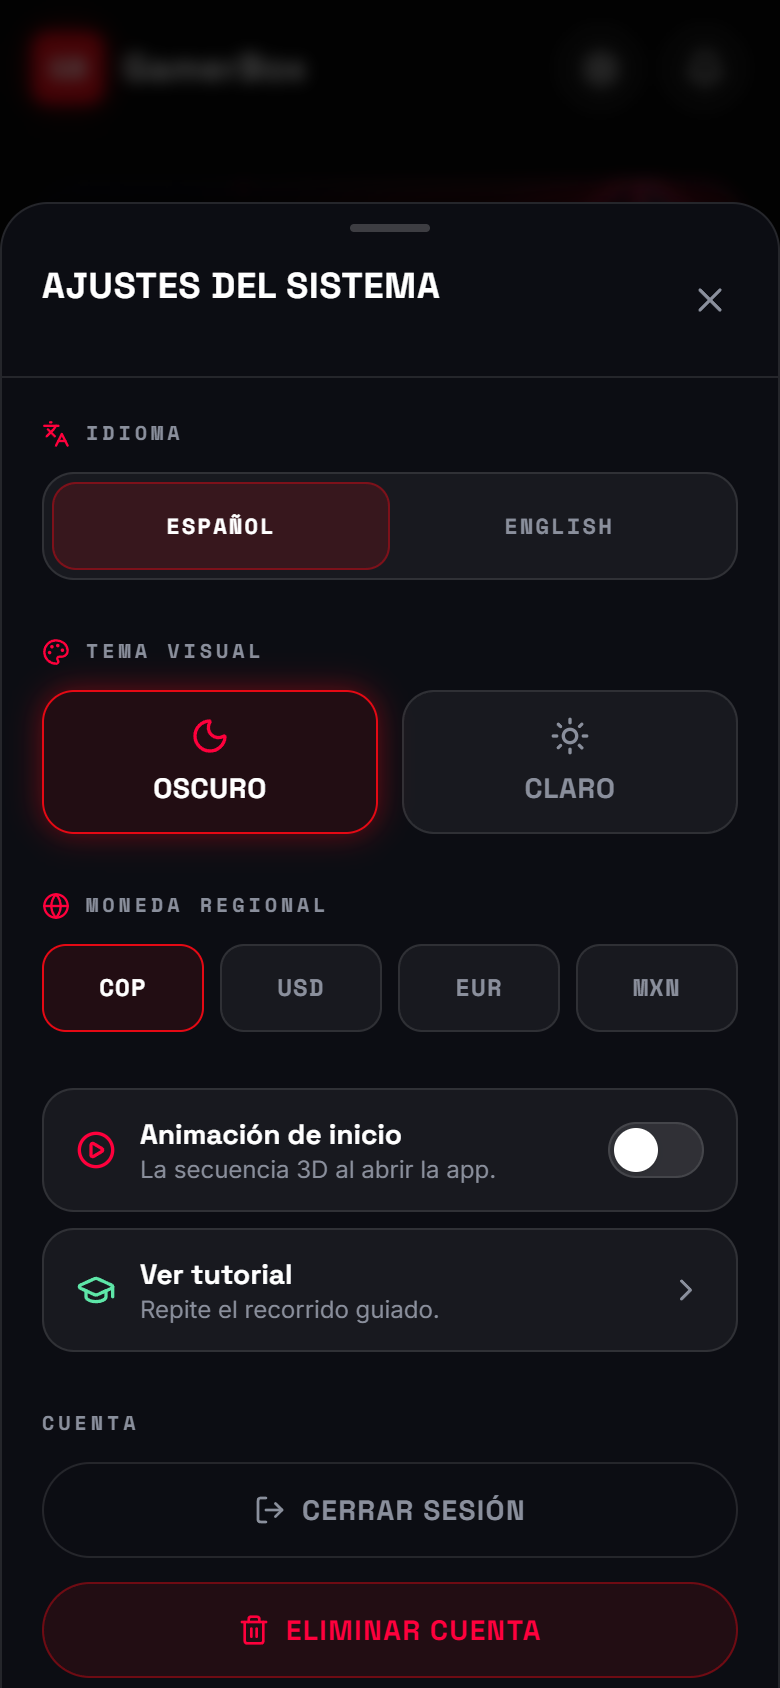 AJUSTES DEL SISTEMA
IDIOMA
ESPAÑOL ENGLISH
TEMA VISUAL
OSCURO CLARO
MONEDA REGIONAL
COP USD EUR MXN
Animación de inicio
La secuencia 3D al abrir la app.
Ver tutorial
Repite el recorrido guiado.
CUENTA
CERRAR SESIÓN
ELIMINAR CUENTA